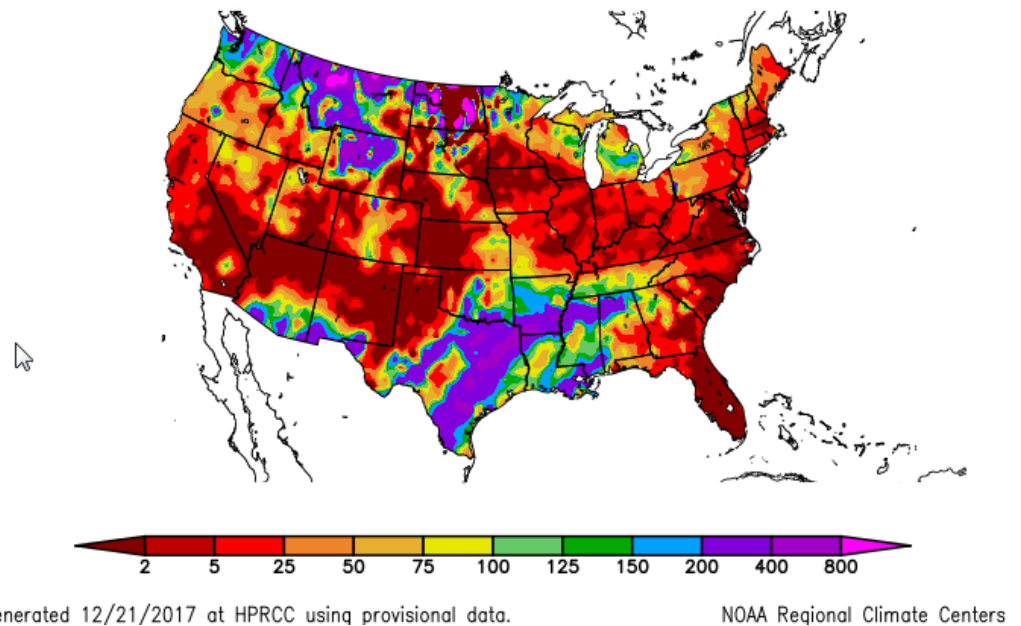 2 5 25 50 75 100 125 150 200 400 800
enerated 12/21/2017 at HPRCC using provisional data.
NOAA Regional Climate Centers